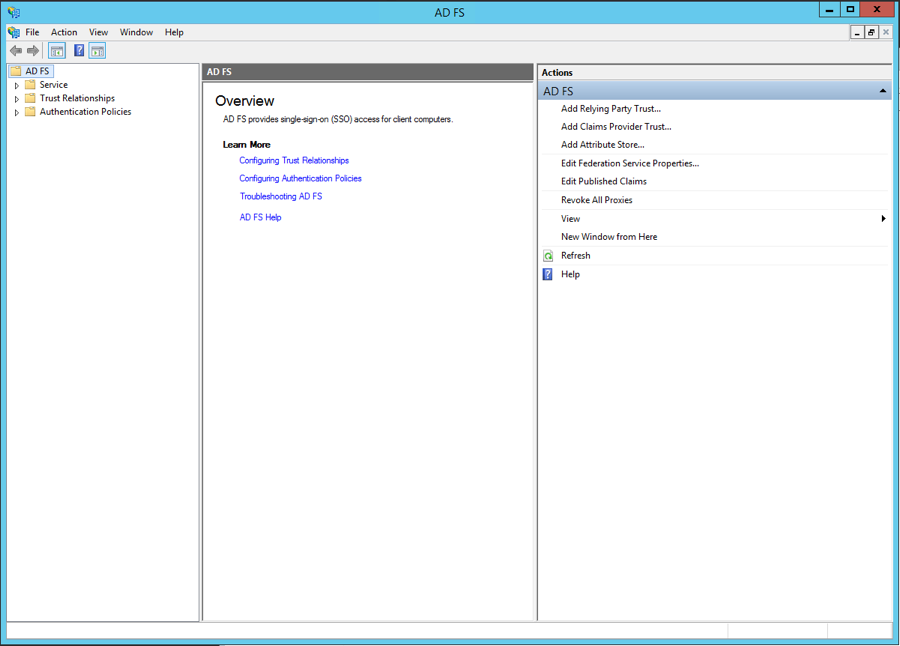 AD FS
File Action View Window Help
AD FS
Service
Trust Relationships
Authentication Policies
AD FS
Overview
AD FS provides single-sign-on (SSO) access for client computers.
Learn More
Configuring Trust Relationships
Configuring Authentication Policies
Troubleshooting AD FS
AD FS Help
Actions
AD FS
Add Relying Party Trust...
Add Claims Provider Trust...
Add Attribute Store...
Edit Federation Service Properties...
Edit Published Claims
Revoke All Proxies
View
New Window from Here
Refresh
Help